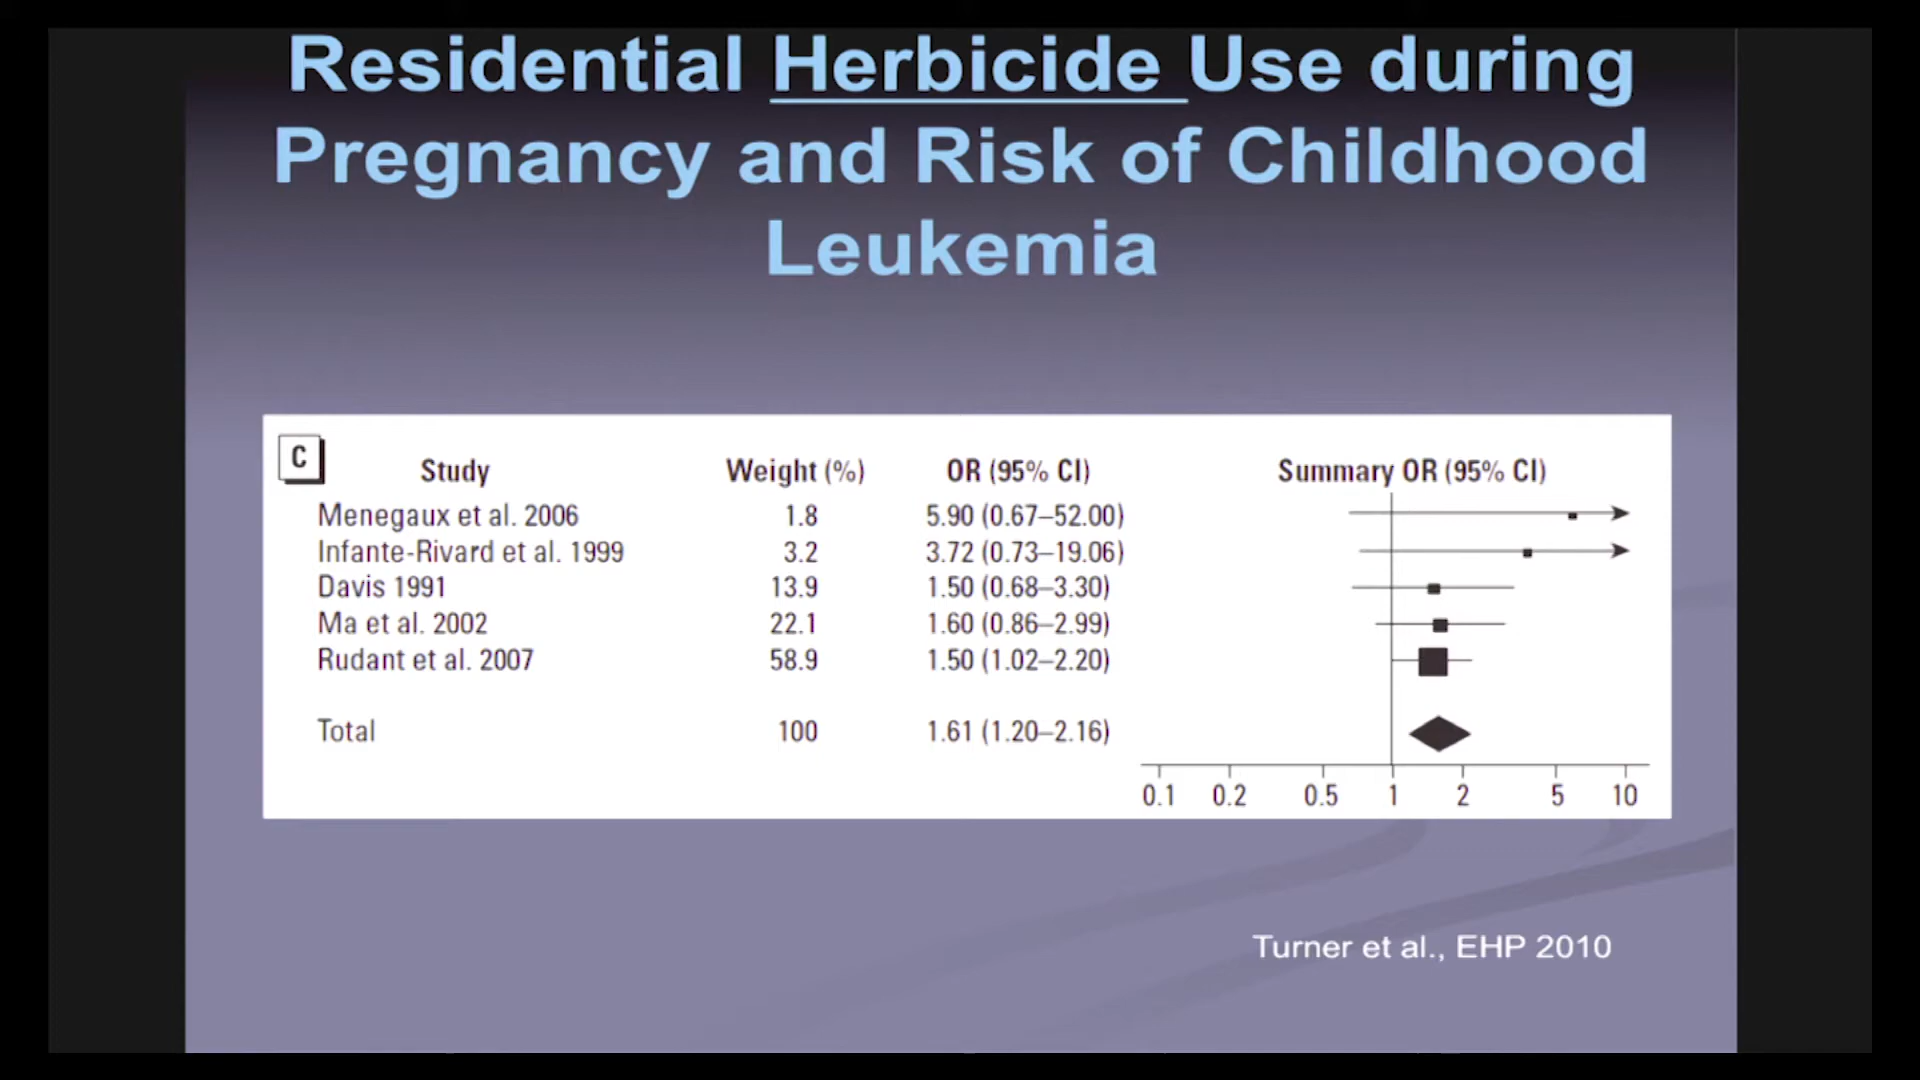 Residential Herbicide Use during
Pregnancy and Risk of Childhood
Leukemia
C
Study Weight (%) OR (95% CI) Summary OR (95% CI)
Menegaux et al. 2006 1.8 5.90 (0.67–52.00)
Infante-Rivard et al. 1999 3.2 3.72 (0.73–19.06)
Davis 1991 13.9 1.50 (0.68–3.30)
Ma et al. 2002 22.1 1.60 (0.86–2.99)
Rudant et al. 2007 58.9 1.50 (1.02–2.20)
Total 100 1.61 (1.20–2.16)
0.1 0.2 0.5 1 2 5 10
Turner et al., EHP 2010